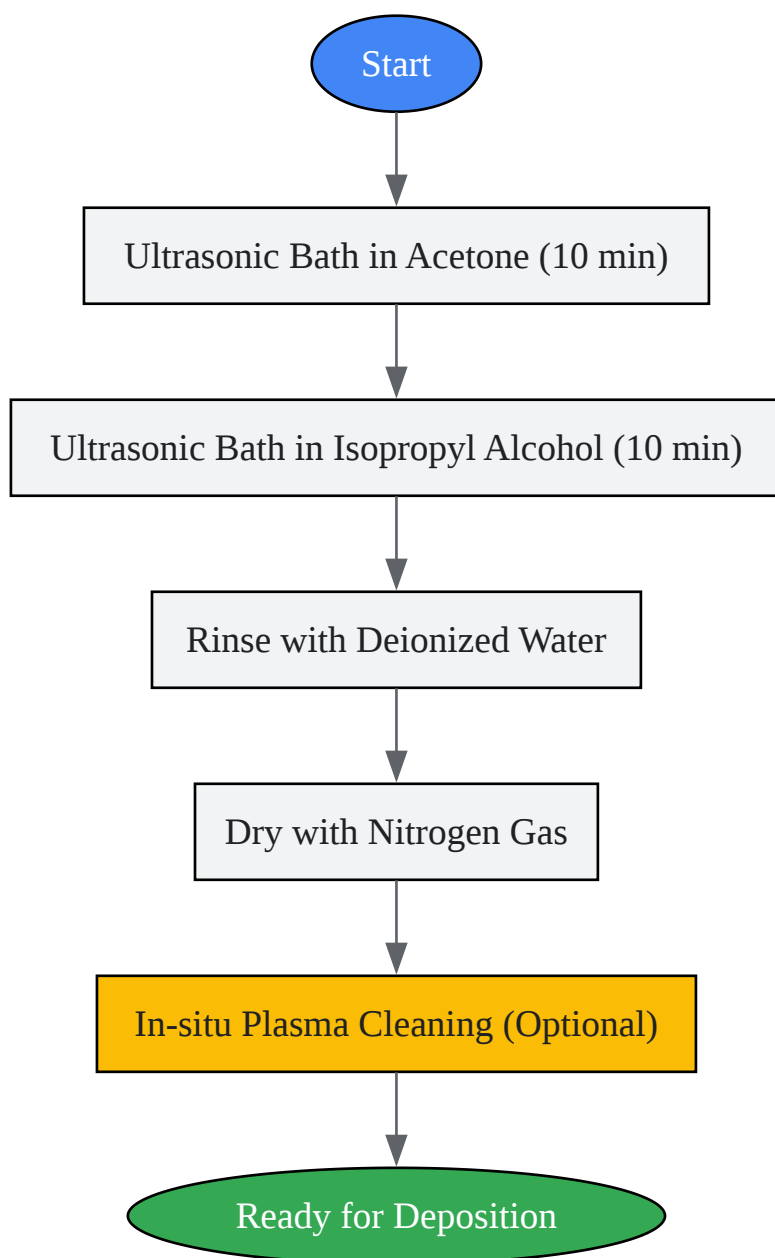 Start
Ultrasonic Bath in Acetone (10 min)
Ultrasonic Bath in Isopropyl Alcohol (10 min)
Rinse with Deionized Water
Dry with Nitrogen Gas
In-situ Plasma Cleaning (Optional)
Ready for Deposition